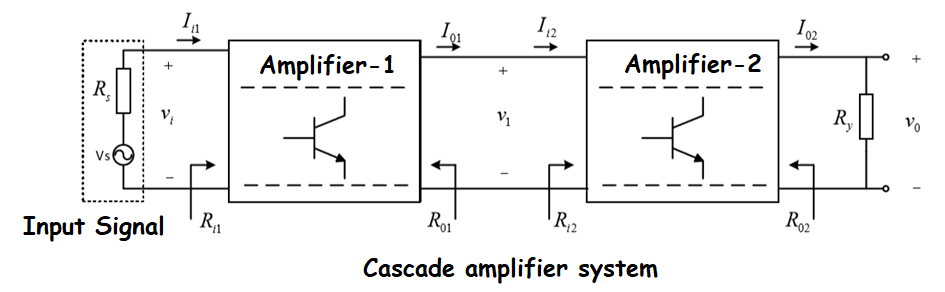 I_i1
I_01
I_i2
I_02
Amplifier-1
Amplifier-2
+
+
+
R_s
v_i
v_1
R_y
v_0
Vs
−
−
−
Input Signal
R_i1
R_01
R_i2
R_02
Cascade amplifier system